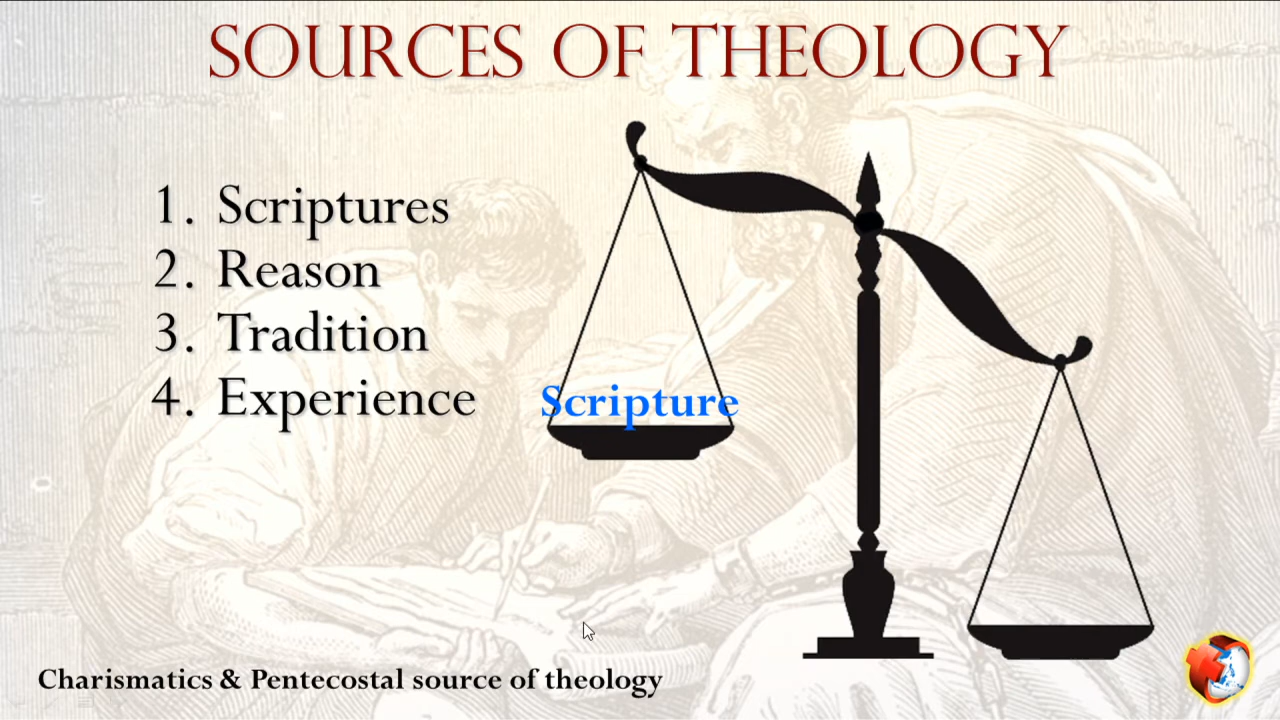 SOURCES OF THEOLOGY
1. Scriptures
2. Reason
3. Tradition
4. Experience
Scripture
Charismatics & Pentecostal source of theology